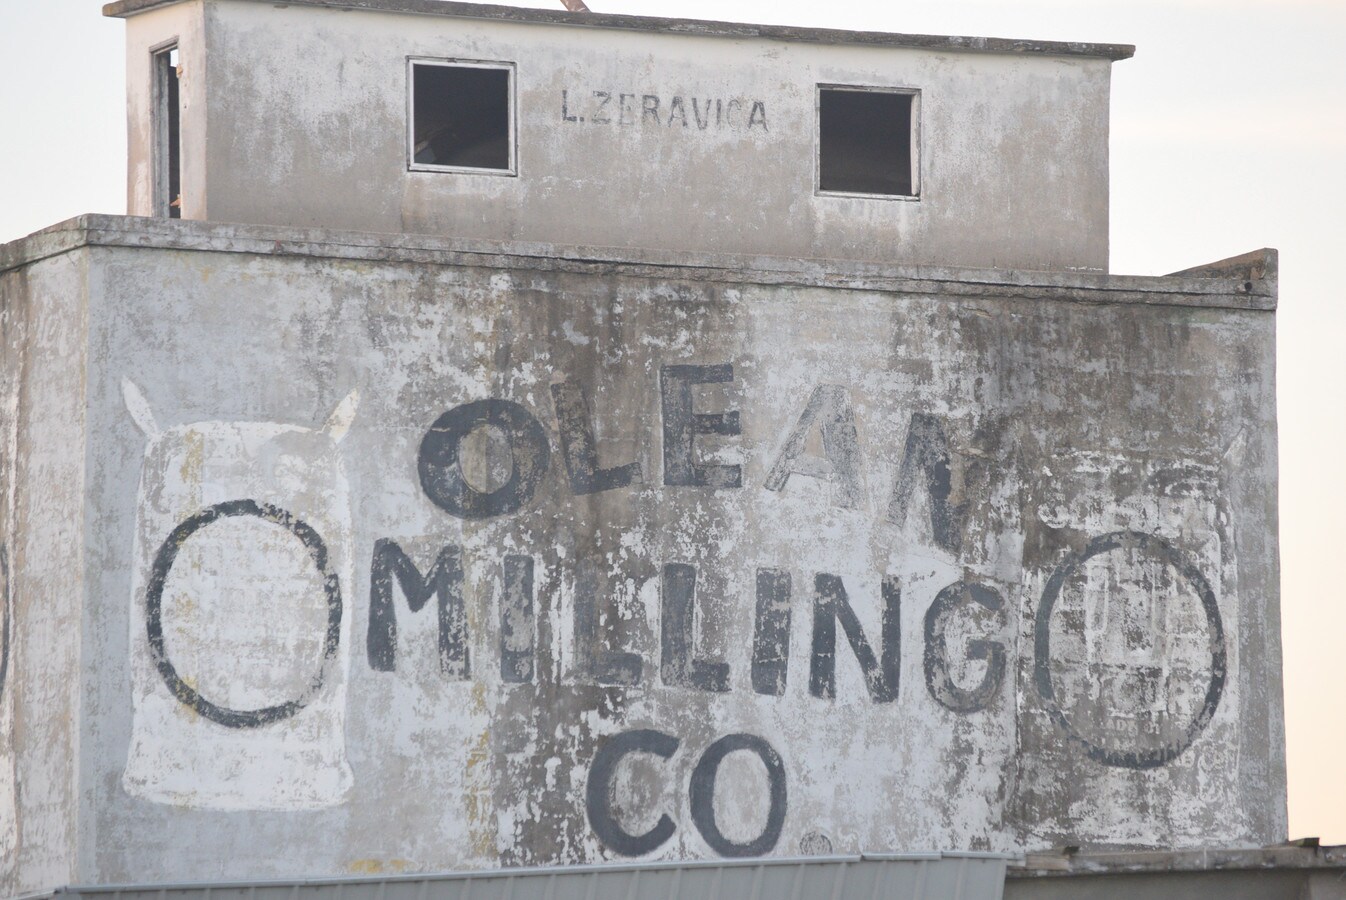 L. ZERAVICA
OLEAN
MILLING
CO.